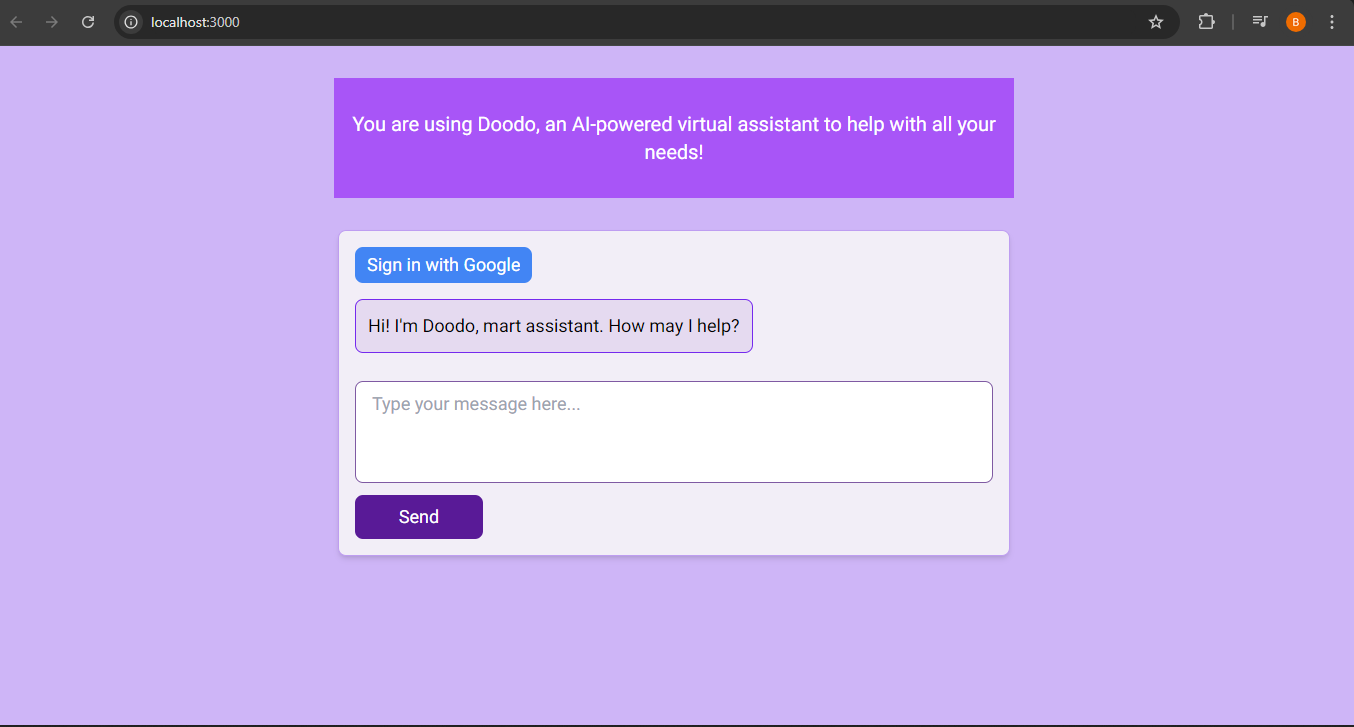 localhost:3000
B
You are using Doodo, an AI-powered virtual assistant to help with all your
needs!
Sign in with Google
Hi! I'm Doodo, mart assistant. How may I help?
Type your message here...
Send